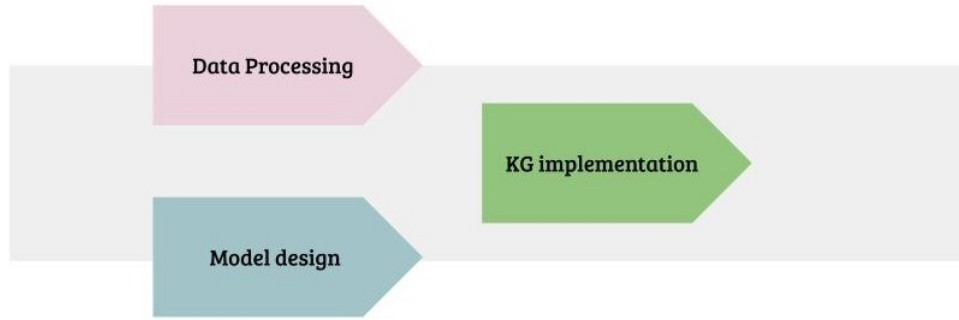 Data Processing
KG implementation
Model design